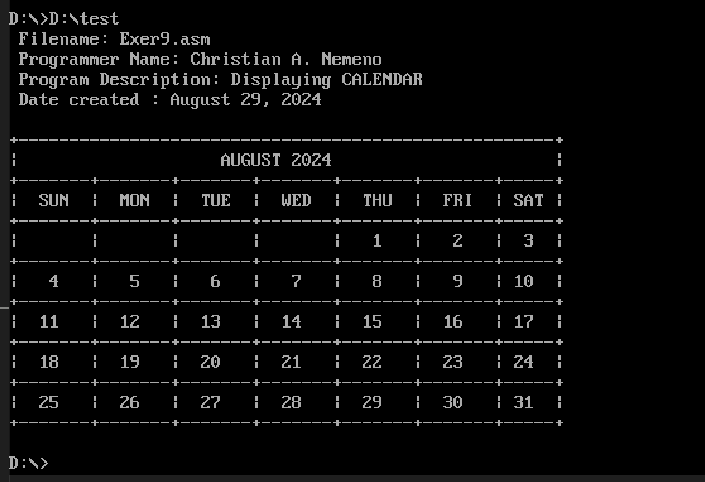 D:\>D:\test
Filename: Exer9.asm
Programmer Name: Christian A. Nemeno
Program Description: Displaying CALENDAR
Date created : August 29, 2024
+-----------------------------------------------------+
¦                    AUGUST 2024                      ¦
+-------+-------+-------+-------+-------+-------+-----+
¦  SUN  ¦  MON  ¦  TUE  ¦  WED  ¦  THU  ¦  FRI  ¦ SAT ¦
+-------+-------+-------+-------+-------+-------+-----+
¦       ¦       ¦       ¦       ¦   1   ¦   2   ¦  3  ¦
+-------+-------+-------+-------+-------+-------+-----+
¦   4   ¦   5   ¦   6   ¦   7   ¦   8   ¦   9   ¦ 10  ¦
+-------+-------+-------+-------+-------+-------+-----+
¦  11   ¦  12   ¦  13   ¦  14   ¦  15   ¦  16   ¦ 17  ¦
+-------+-------+-------+-------+-------+-------+-----+
¦  18   ¦  19   ¦  20   ¦  21   ¦  22   ¦  23   ¦ 24  ¦
+-------+-------+-------+-------+-------+-------+-----+
¦  25   ¦  26   ¦  27   ¦  28   ¦  29   ¦  30   ¦ 31  ¦
+-------+-------+-------+-------+-------+-------+-----+
D:\>